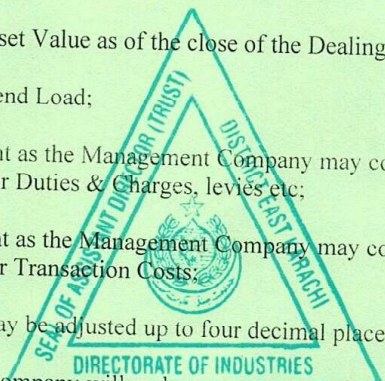 set Value as of the close of the Dealing
end Load;
nt as the Management Company may co
r Duties & Charges, levies etc;
nt as the Management Company may co
r Transaction Costs;
ay be adjusted up to four decimal place
SEAL OF ASSISTANT DIRECTOR (TRUST)
DISTRICT EAST KARACHI
DIRECTORATE OF INDUSTRIES